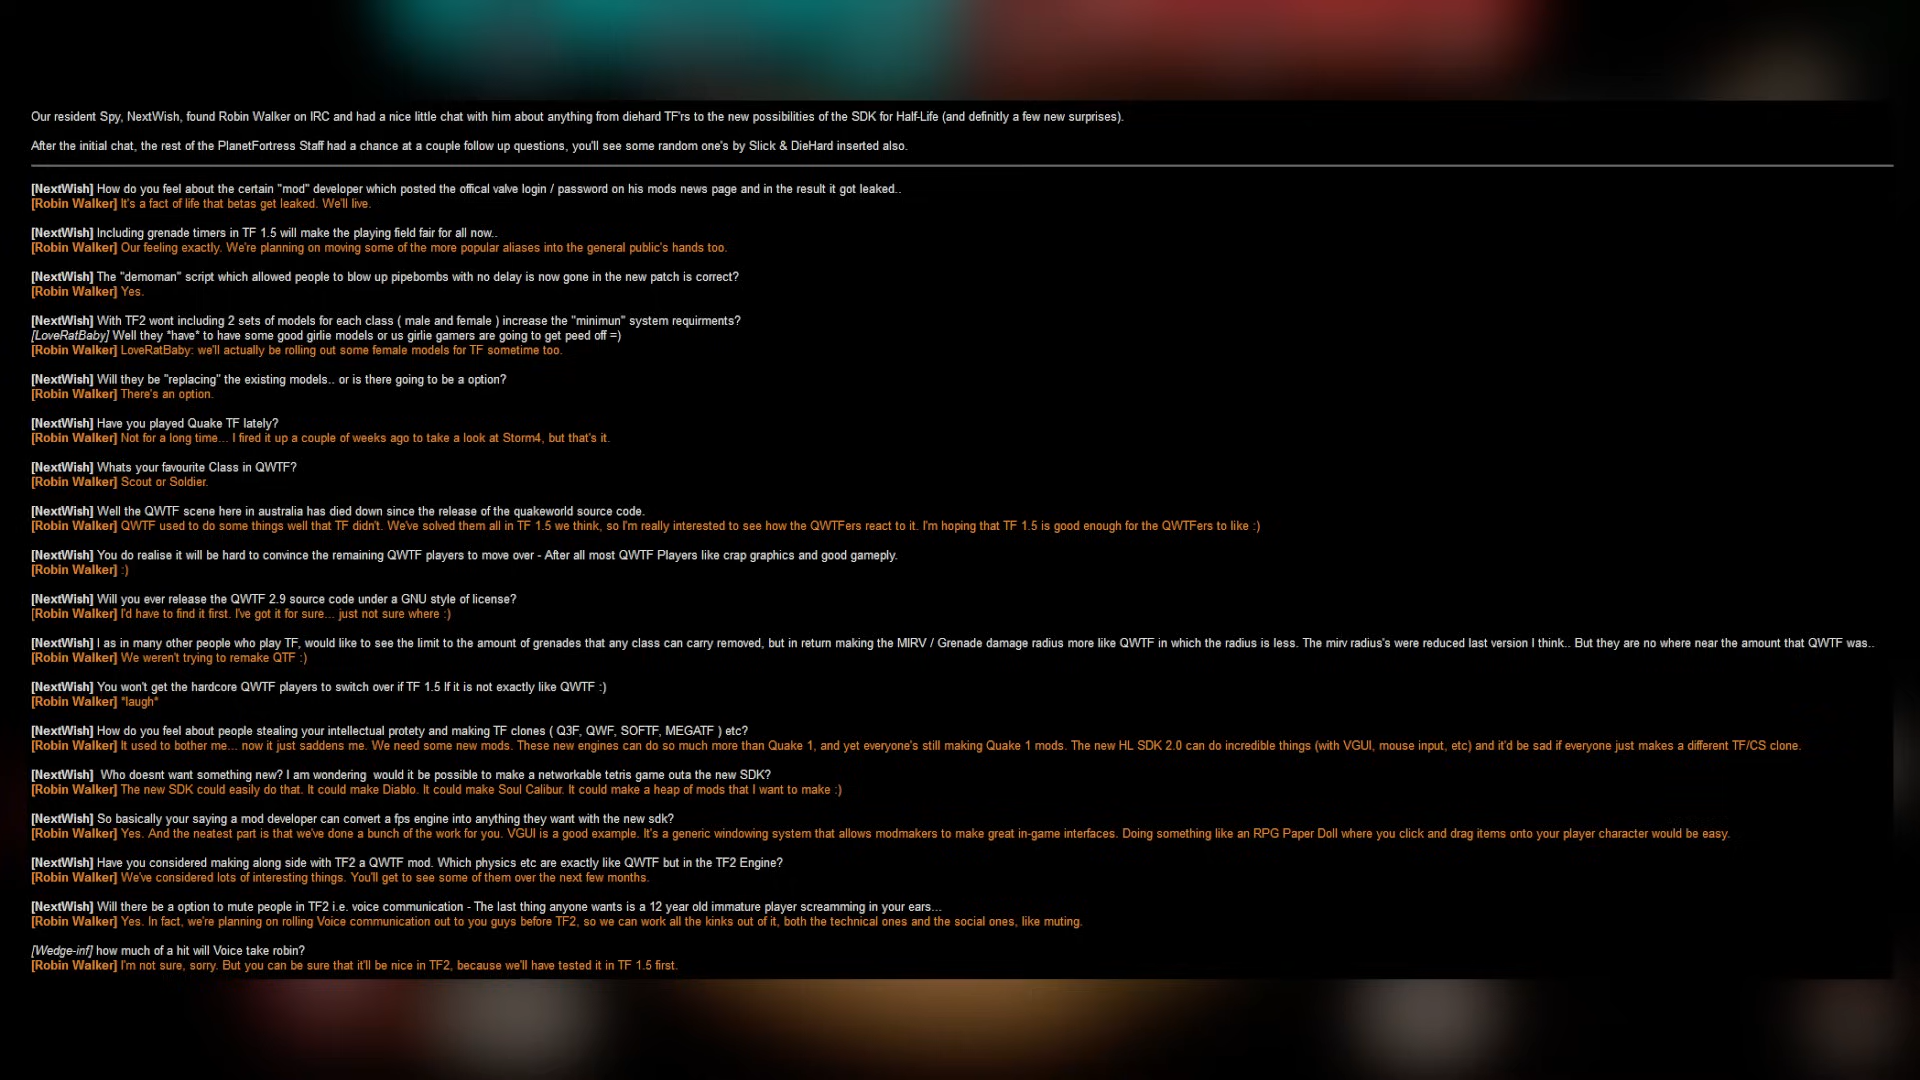 Our resident Spy, NextWish, found Robin Walker on IRC and had a nice little chat with him about anything from diehard TF'rs to the new possibilities of the SDK for Half-Life (and definitly a few new surprises).
After the initial chat, the rest of the PlanetFortress Staff had a chance at a couple follow up questions, you'll see some random one's by Slick & DieHard inserted also.
[NextWish] How do you feel about the certain "mod" developer which posted the offical valve login / password on his mods news page and in the result it got leaked..
[Robin Walker] It's a fact of life that betas get leaked. We'll live.
[NextWish] Including grenade timers in TF 1.5 will make the playing field fair for all now..
[Robin Walker] Our feeling exactly. We're planning on moving some of the more popular aliases into the general public's hands too.
[NextWish] The "demoman" script which allowed people to blow up pipebombs with no delay is now gone in the new patch is correct?
[Robin Walker] Yes.
[NextWish] With TF2 wont including 2 sets of models for each class ( male and female ) increase the "minimun" system requirments?
[LoveRatBaby] Well they *have* to have some good girlie models or us girlie gamers are going to get peed off =)
[Robin Walker] LoveRatBaby: we'll actually be rolling out some female models for TF sometime too.
[NextWish] Will they be "replacing" the existing models.. or is there going to be a option?
[Robin Walker] There's an option.
[NextWish] Have you played Quake TF lately?
[Robin Walker] Not for a long time... I fired it up a couple of weeks ago to take a look at Storm4, but that's it.
[NextWish] Whats your favourite Class in QWTF?
[Robin Walker] Scout or Soldier.
[NextWish] Well the QWTF scene here in australia has died down since the release of the quakeworld source code.
[Robin Walker] QWTF used to do some things well that TF didn't. We've solved them all in TF 1.5 we think, so I'm really interested to see how the QWTFers react to it. I'm hoping that TF 1.5 is good enough for the QWTFers to like :)
[NextWish] You do realise it will be hard to convince the remaining QWTF players to move over - After all most QWTF Players like crap graphics and good gameply.
[Robin Walker] :)
[NextWish] Will you ever release the QWTF 2.9 source code under a GNU style of license?
[Robin Walker] I'd have to find it first. I've got it for sure... just not sure where :)
[NextWish] I as in many other people who play TF, would like to see the limit to the amount of grenades that any class can carry removed, but in return making the MIRV / Grenade damage radius more like QWTF in which the radius is less. The mirv radius's were reduced last version I think.. But they are no where near the amount that QWTF was..
[Robin Walker] We weren't trying to remake QTF :)
[NextWish] You won't get the hardcore QWTF players to switch over if TF 1.5 If it is not exactly like QWTF :)
[Robin Walker] *laugh*
[NextWish] How do you feel about people stealing your intellectual protety and making TF clones ( Q3F, QWF, SOFTF, MEGATF ) etc?
[Robin Walker] It used to bother me... now it just saddens me. We need some new mods. These new engines can do so much more than Quake 1, and yet everyone's still making Quake 1 mods. The new HL SDK 2.0 can do incredible things (with VGUI, mouse input, etc) and it'd be sad if everyone just makes a different TF/CS clone.
[NextWish] Who doesnt want something new? I am wondering would it be possible to make a networkable tetris game outa the new SDK?
[Robin Walker] The new SDK could easily do that. It could make Diablo. It could make Soul Calibur. It could make a heap of mods that I want to make :)
[NextWish] So basically your saying a mod developer can convert a fps engine into anything they want with the new sdk?
[Robin Walker] Yes. And the neatest part is that we've done a bunch of the work for you. VGUI is a good example. It's a generic windowing system that allows modmakers to make great in-game interfaces. Doing something like an RPG Paper Doll where you click and drag items onto your player character would be easy.
[NextWish] Have you considered making along side with TF2 a QWTF mod. Which physics etc are exactly like QWTF but in the TF2 Engine?
[Robin Walker] We've considered lots of interesting things. You'll get to see some of them over the next few months.
[NextWish] Will there be a option to mute people in TF2 i.e. voice communication - The last thing anyone wants is a 12 year old immature player screamming in your ears...
[Robin Walker] Yes. In fact, we're planning on rolling Voice communication out to you guys before TF2, so we can work all the kinks out of it, both the technical ones and the social ones, like muting.
[Wedge-inf] how much of a hit will Voice take robin?
[Robin Walker] I'm not sure, sorry. But you can be sure that it'll be nice in TF2, because we'll have tested it in TF 1.5 first.